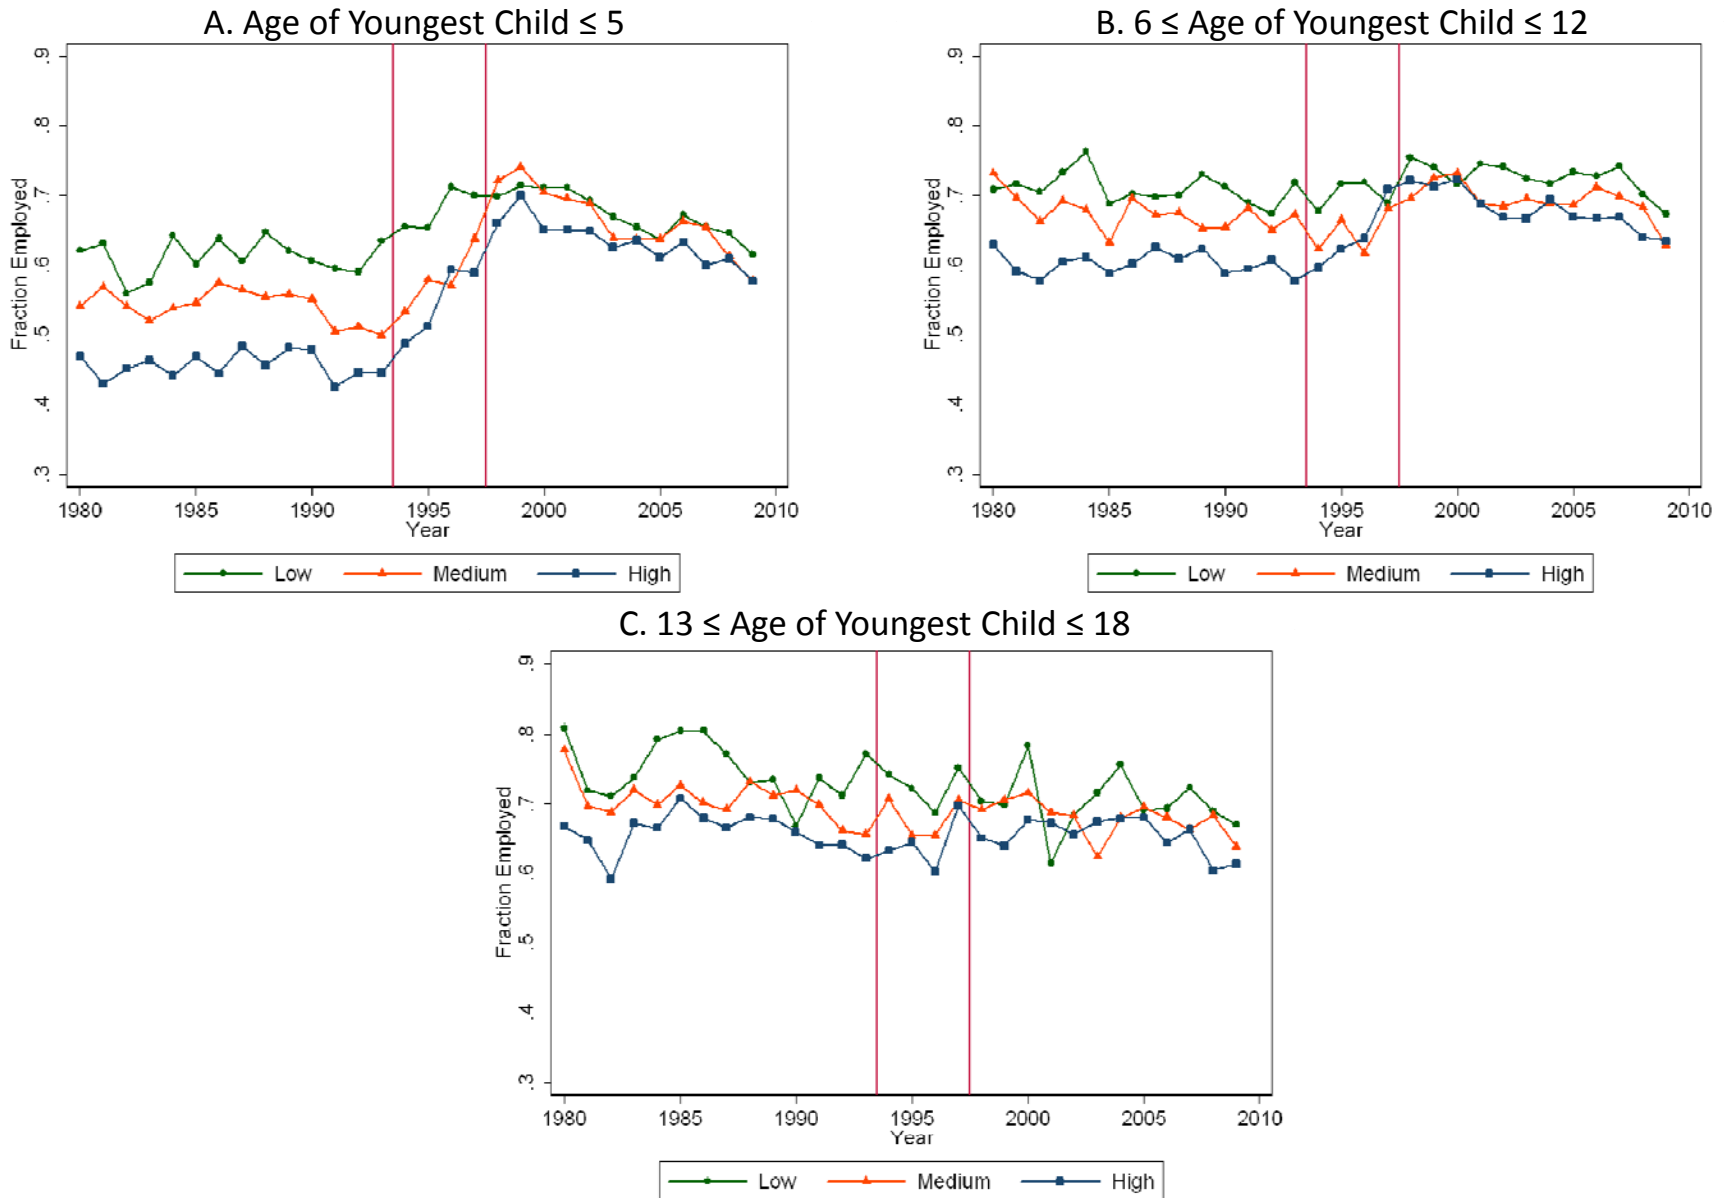 A. Age of Youngest Child ≤ 5
Fraction Employed
.9
.8
.7
.6
.5
.4
.3
1980 1985 1990 1995 2000 2005 2010
Year
Low Medium High
B. 6 ≤ Age of Youngest Child ≤ 12
Fraction Employed
.9
.8
.7
.6
.5
.4
.3
1980 1985 1990 1995 2000 2005 2010
Year
Low Medium High
C. 13 ≤ Age of Youngest Child ≤ 18
Fraction Employed
.9
.8
.7
.6
.5
.4
.3
1980 1985 1990 1995 2000 2005 2010
Year
Low Medium High